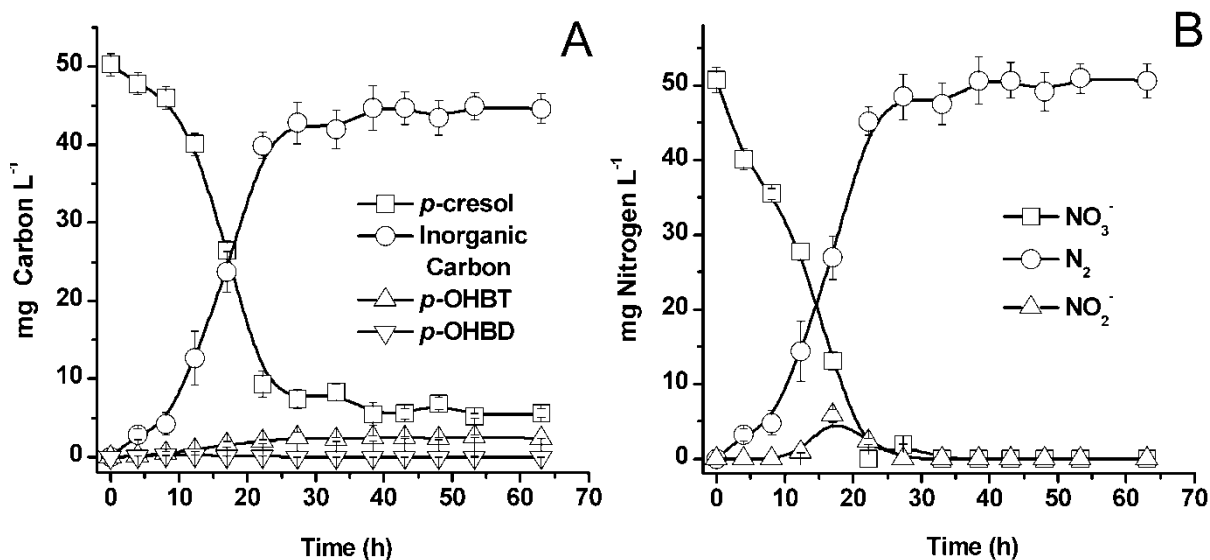 A
mg Carbon L⁻¹
50
40
30
20
10
0
p-cresol
Inorganic
Carbon
p-OHBT
p-OHBD
0 10 20 30 40 50 60 70
Time (h)
B
mg Nitrogen L⁻¹
50
40
30
20
10
0
NO₃⁻
N₂
NO₂⁻
0 10 20 30 40 50 60 70
Time (h)